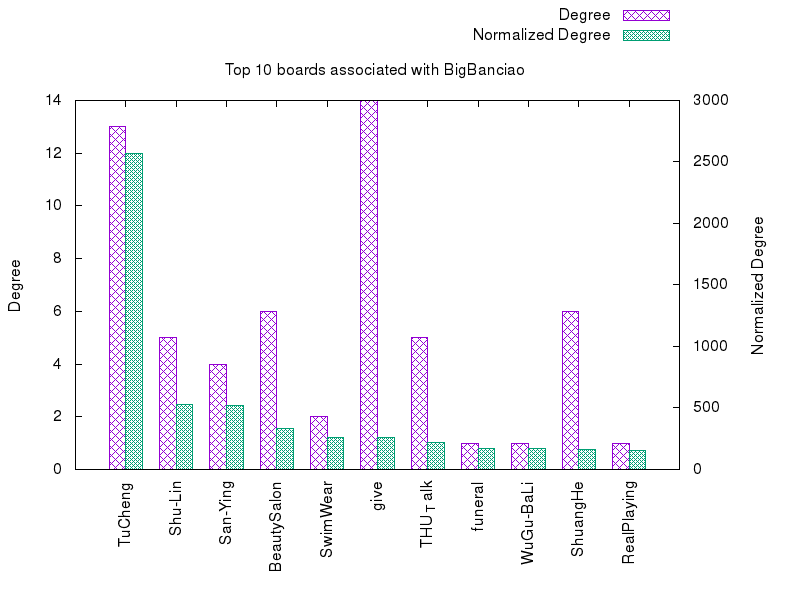 Degree
Normalized Degree
Top 10 boards associated with BigBanciao
14
12
10
8
6
4
2
0
3000
2500
2000
1500
1000
500
0
Degree
Normalized Degree
TuCheng
Shu-Lin
San-Ying
BeautySalon
SwimWear
give
THU_Talk
funeral
WuGu-BaLi
ShuangHe
RealPlaying